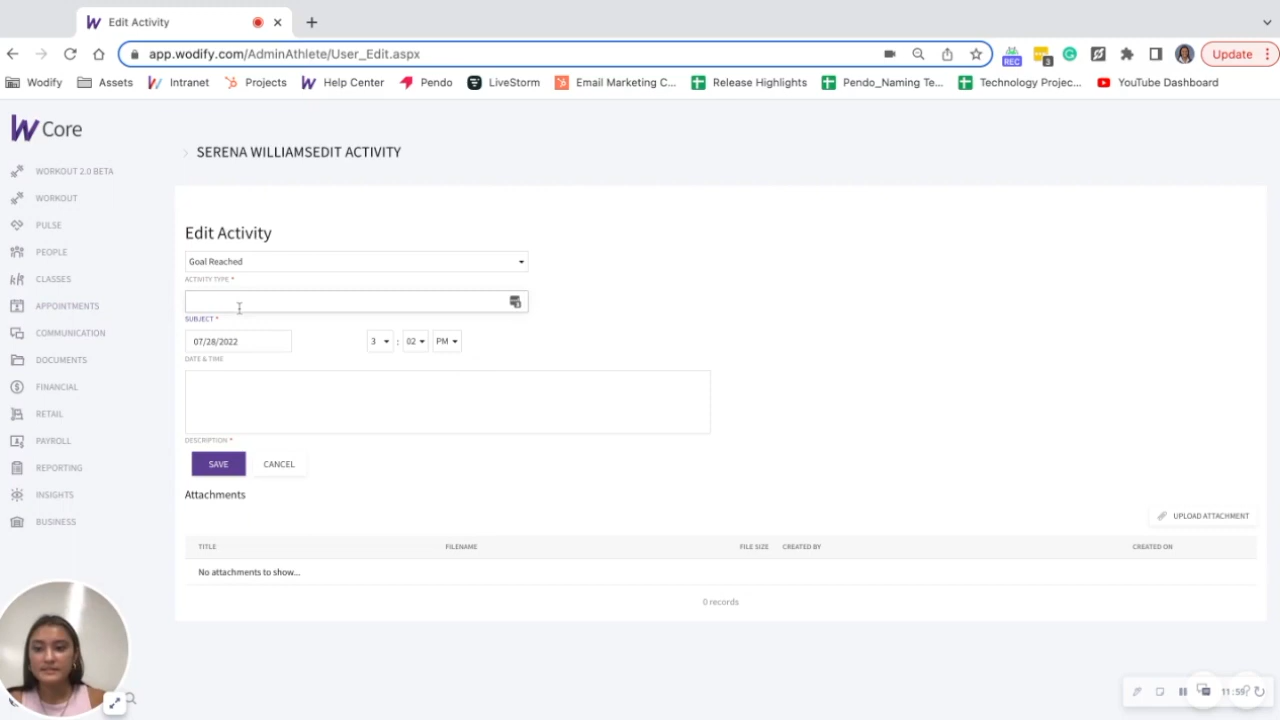 Edit Activity
app.wodify.com/AdminAthlete/User_Edit.aspx
REC
3
Update
Wodify
Assets
Intranet
Projects
Help Center
Pendo
LiveStorm
Email Marketing C...
Release Highlights
Pendo_Naming Te...
Technology Projec...
YouTube Dashboard
W Core
SERENA WILLIAMSEDIT ACTIVITY
WORKOUT 2.0 BETA
WORKOUT
PULSE
PEOPLE
CLASSES
APPOINTMENTS
COMMUNICATION
DOCUMENTS
FINANCIAL
RETAIL
PAYROLL
REPORTING
INSIGHTS
BUSINESS
Edit Activity
Goal Reached
ACTIVITY TYPE *
SUBJECT *
07/28/2022 3 : 02 PM
DATE & TIME
DESCRIPTION *
SAVE CANCEL
Attachments
UPLOAD ATTACHMENT
TITLE FILENAME FILE SIZE CREATED BY CREATED ON
No attachments to show...
0 records
11:59